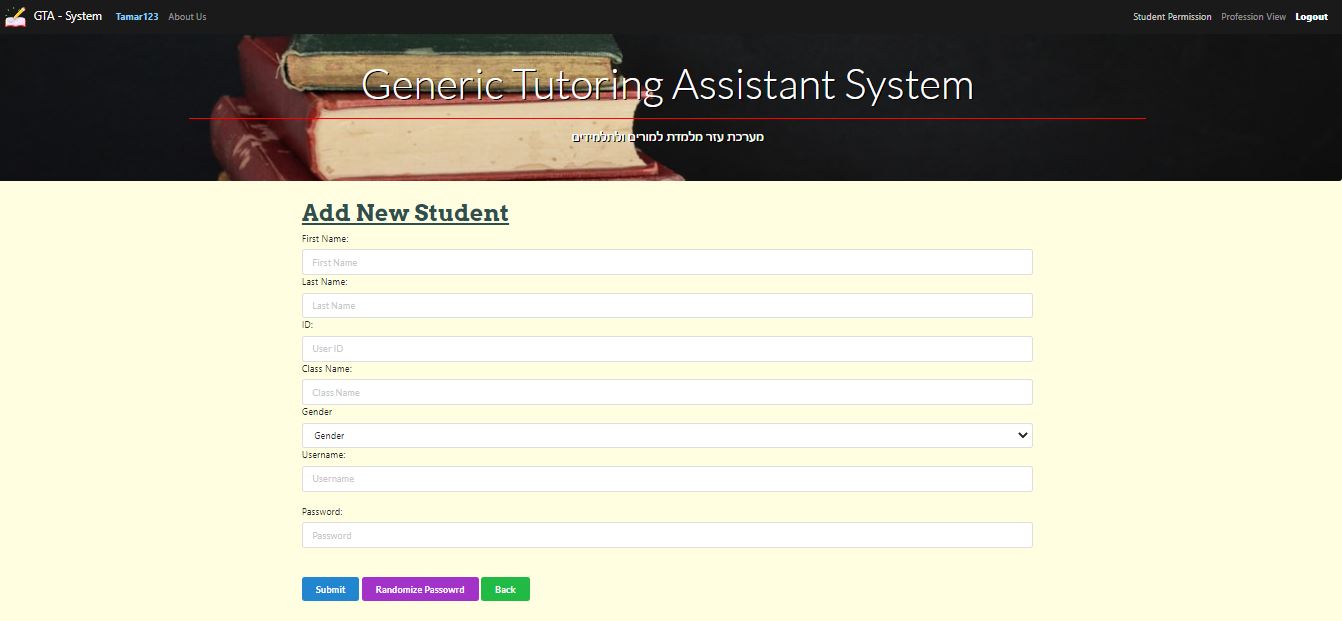 GTA - System Tamar123 About Us Student Permission Profession View Logout
Generic Tutoring Assistant System
מערכת עזר מלמדת למורים ולתלמידים
Add New Student
First Name:
First Name
Last Name:
Last Name
ID:
User ID
Class Name:
Class Name
Gender
Gender
Username:
Username
Password:
Password
Submit Randomize Passowrd Back